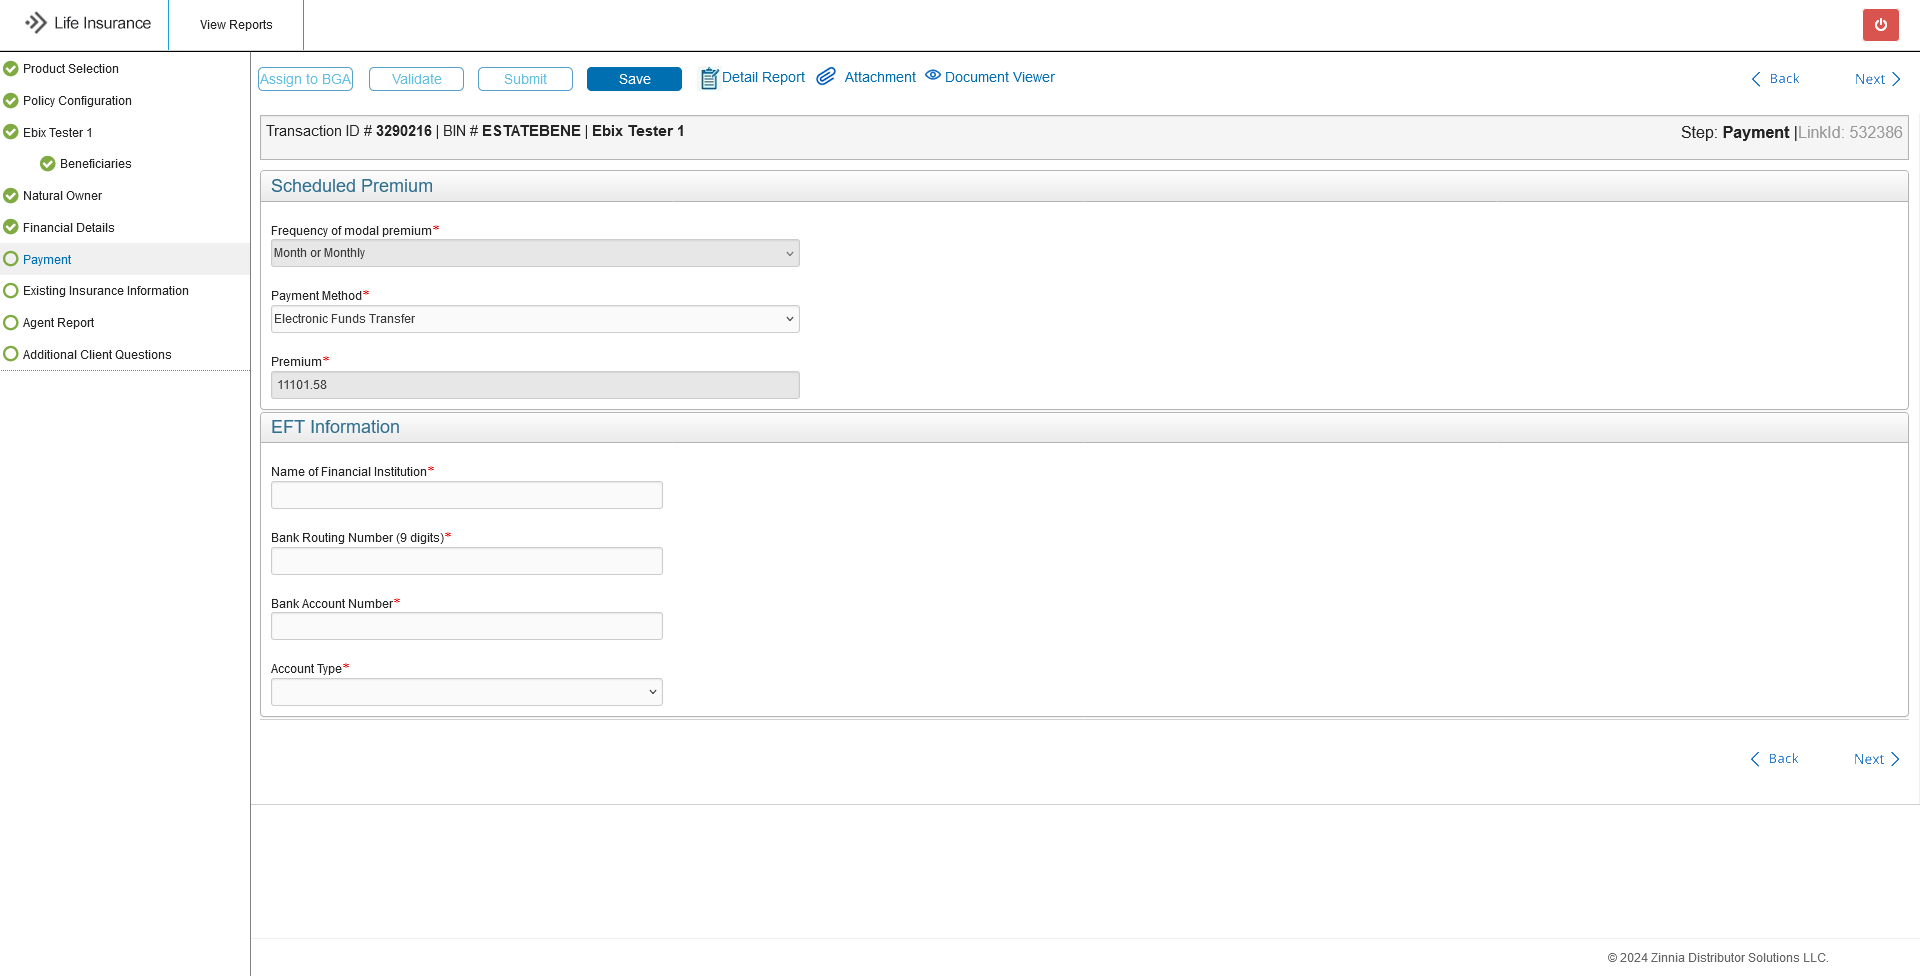 Life Insurance
View Reports
Product Selection
Policy Configuration
Ebix Tester 1
Beneficiaries
Natural Owner
Financial Details
Payment
Existing Insurance Information
Agent Report
Additional Client Questions
Assign to BGA
Validate
Submit
Save
Detail Report
Attachment
Document Viewer
Back
Next
Transaction ID # 3290216 | BIN # ESTATEBENE | Ebix Tester 1
Step: Payment |LinkId: 532386
Scheduled Premium
Frequency of modal premium*
Month or Monthly
Payment Method*
Electronic Funds Transfer
Premium*
11101.58
EFT Information
Name of Financial Institution*
Bank Routing Number (9 digits)*
Bank Account Number*
Account Type*
Back
Next
© 2024 Zinnia Distributor Solutions LLC.